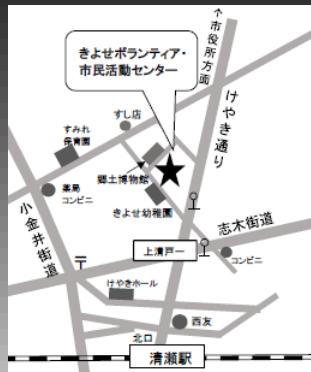 きよせボランティア・
市民活動センター
↑市役所方面
けやき通り
すし店
すみれ
保育園
郷土博物館
薬局
コンビニ
きよせ幼稚園
小金井街道
志木街道
上清戸一
コンビニ
〒
けやきホール
西友
北口
清瀬駅